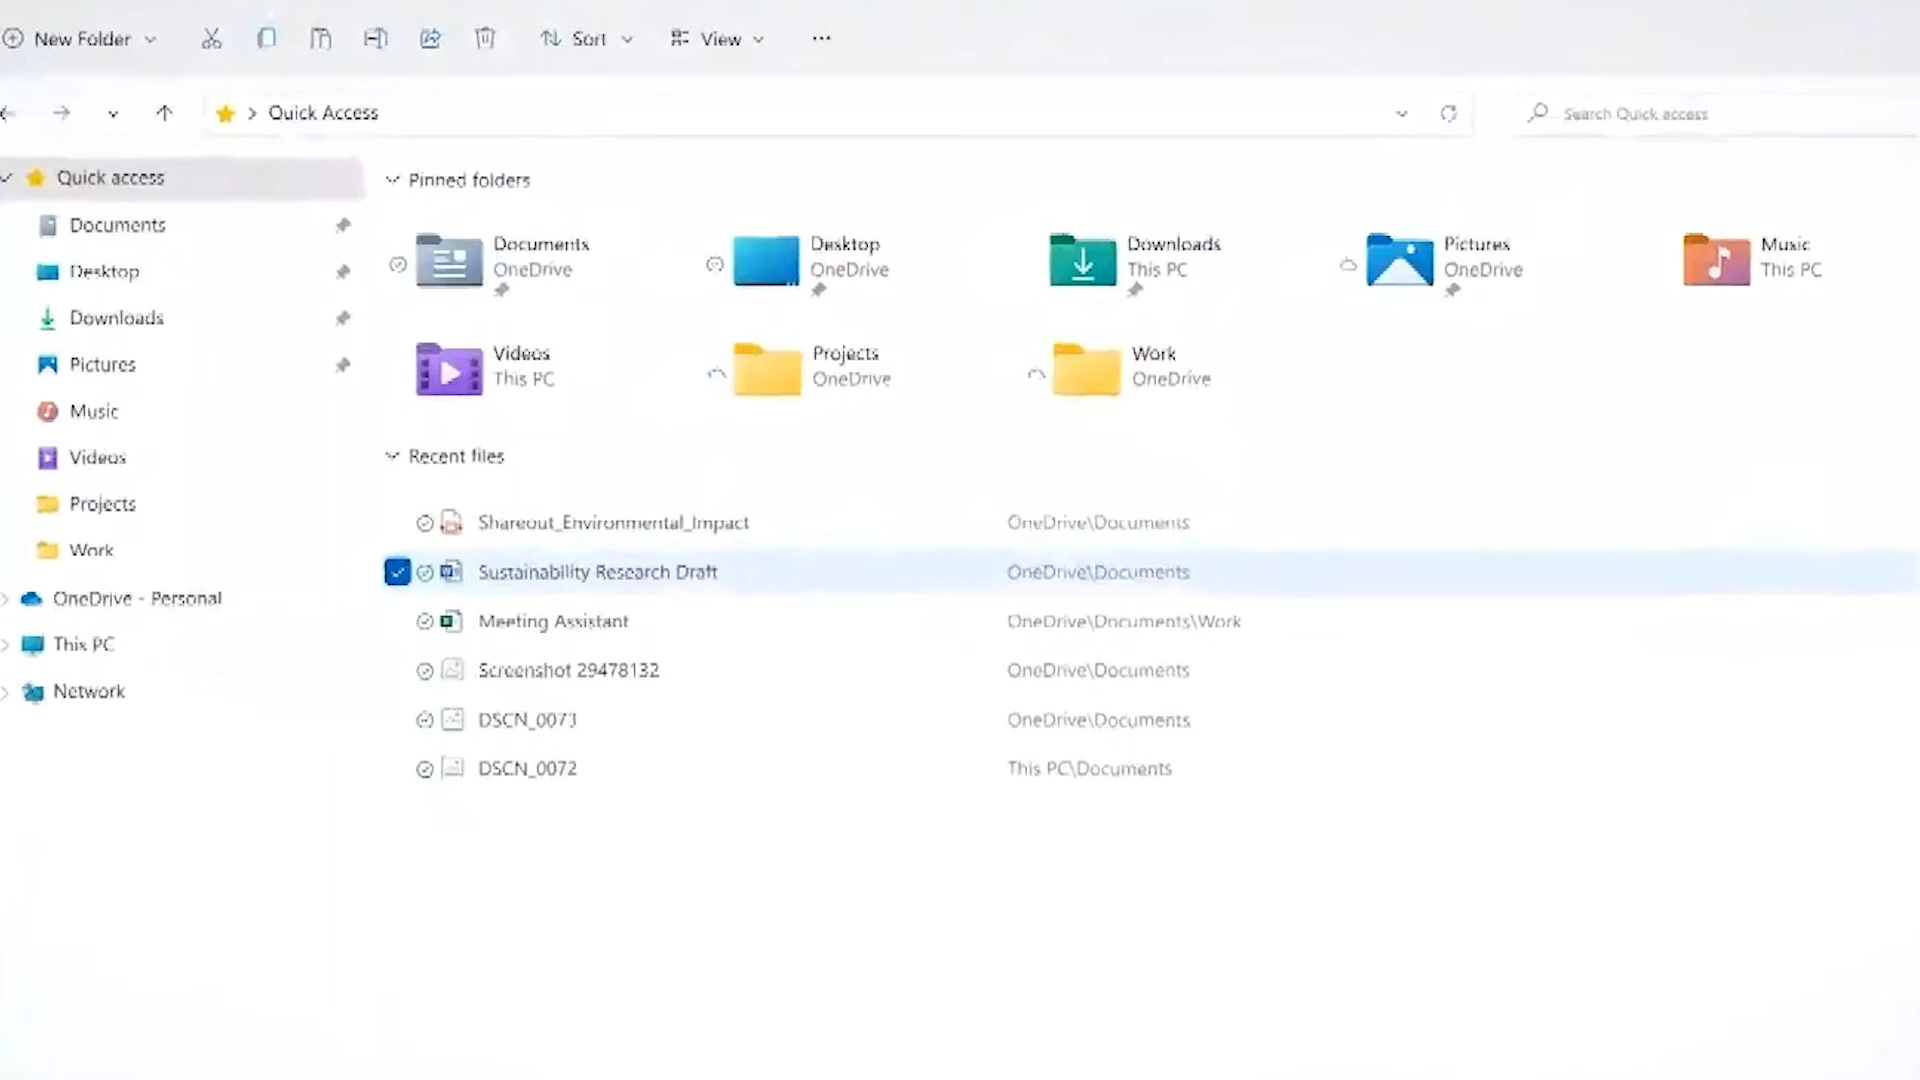 New Folder Sort View
Quick Access Search Quick access
Quick access
Documents
Desktop
Downloads
Pictures
Music
Videos
Projects
Work
OneDrive - Personal
This PC
Network
Pinned folders
Documents
OneDrive
Desktop
OneDrive
Downloads
This PC
Pictures
OneDrive
Music
This PC
Videos
This PC
Projects
OneDrive
Work
OneDrive
Recent files
Shareout_Environmental_Impact OneDrive\Documents
Sustainability Research Draft OneDrive\Documents
Meeting Assistant OneDrive\Documents\Work
Screenshot 29478132 OneDrive\Documents
DSCN_0073 OneDrive\Documents
DSCN_0072 This PC\Documents